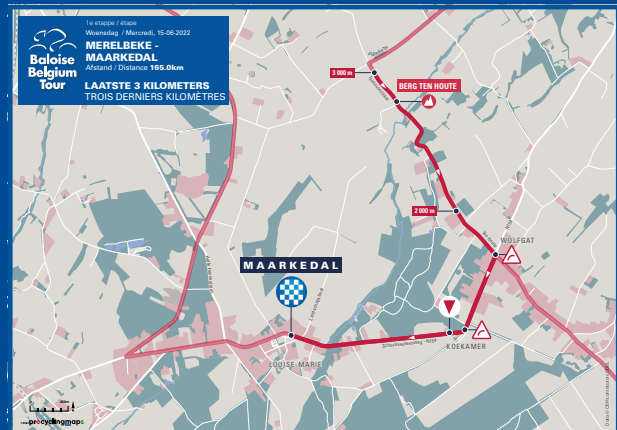 Baloise
Belgium
Tour
1e etappe / étape
Woensdag / Mercredi, 15-06-2022
MERELBEKE -
MAARKEDAL
Afstand / Distance 165.0km
LAATSTE 3 KILOMETERS
TROIS DERNIERS KILOMÈTRES
3 000 m
BERG TEN HOUTE
2 000 m
WOLFGAT
MAARKEDAL
KOEKAMER
LOUISE-MARIE
precyclingmaps